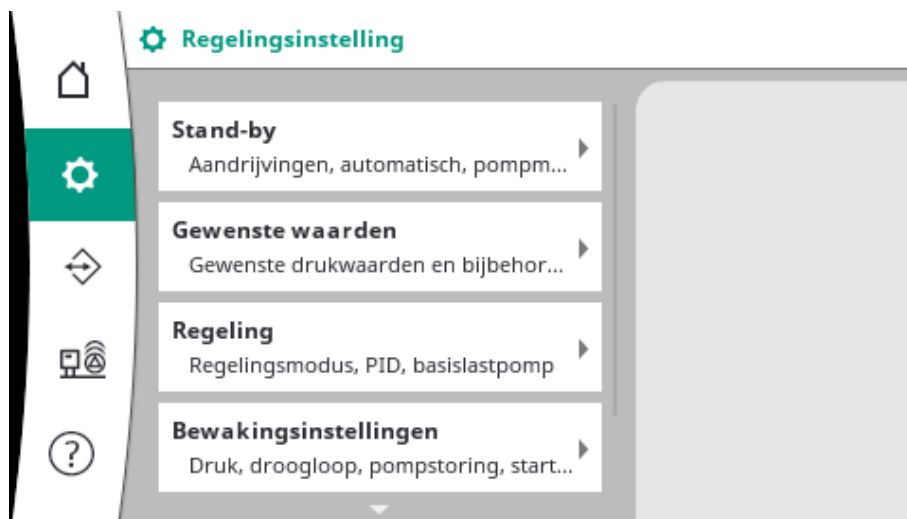 Regelingsinstelling
Stand-by
Aandrijvingen, automatisch, pompm...
Gewenste waarden
Gewenste drukwaarden en bijbehor...
Regeling
Regelingsmodus, PID, basislastpomp
Bewakingsinstellingen
Druk, droogloop, pompstoring, start...
?